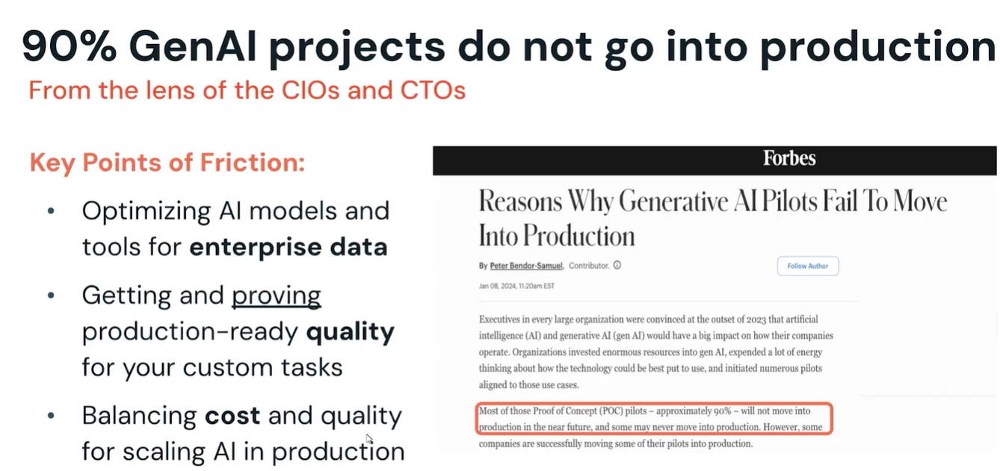 90% GenAI projects do not go into production
From the lens of the CIOs and CTOs
Key Points of Friction:
• Optimizing AI models and
tools for enterprise data
• Getting and proving
production-ready quality
for your custom tasks
• Balancing cost and quality
for scaling AI in production
Forbes
Reasons Why Generative AI Pilots Fail To Move
Into Production
By Peter Bendor-Samuel, Contributor.
Follow Author
Jan 08, 2024, 11:20am EST
Executives in every large organization were convinced at the outset of 2023 that artificial
intelligence (AI) and generative AI (gen AI) would have a big impact on how their companies
operate. Organizations invested enormous resources into gen AI, expended a lot of energy
thinking about how the technology could be best put to use, and initiated numerous pilots
aligned to those use cases.
Most of those Proof of Concept (POC) pilots – approximately 90% – will not move into
production in the near future, and some may never move into production. However, some
companies are successfully moving some of their pilots into production.